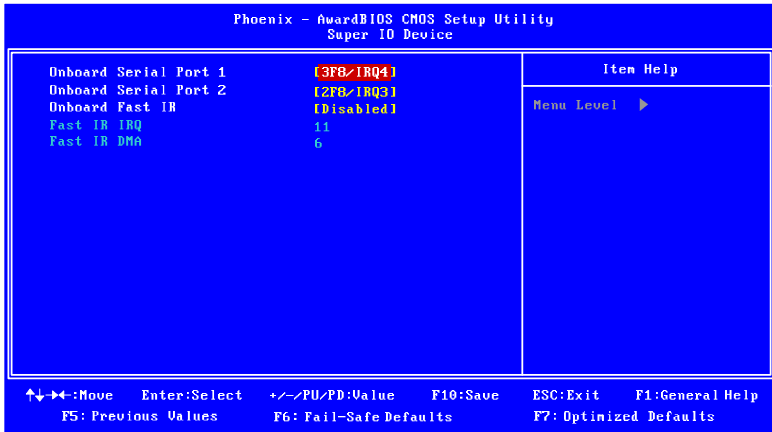 Phoenix - AwardBIOS CMOS Setup Utility
Super IO Device
Onboard Serial Port 1 [3F8/IRQ4]
Onboard Serial Port 2 [2F8/IRQ3]
Onboard Fast IR [Disabled]
Fast IR IRQ 11
Fast IR DMA 6
Item Help
Menu Level ▶
↑↓→←:Move Enter:Select +/-/PU/PD:Value F10:Save ESC:Exit F1:General Help
F5: Previous Values F6: Fail-Safe Defaults F7: Optimized Defaults